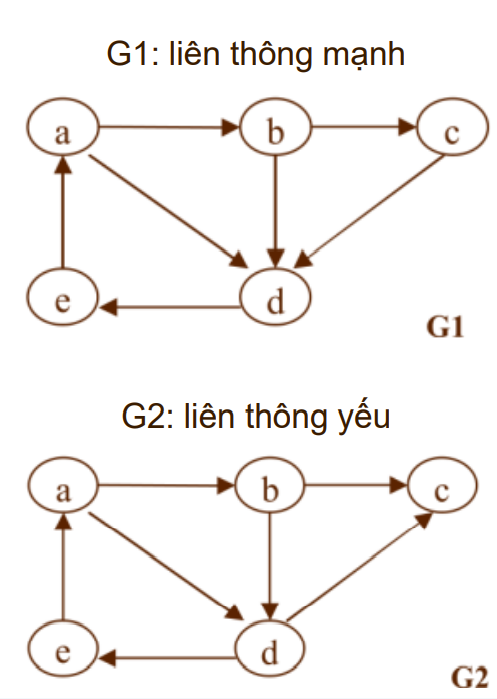 G1: liên thông mạnh
a b c
e d
G1
G2: liên thông yếu
a b c
e d
G2